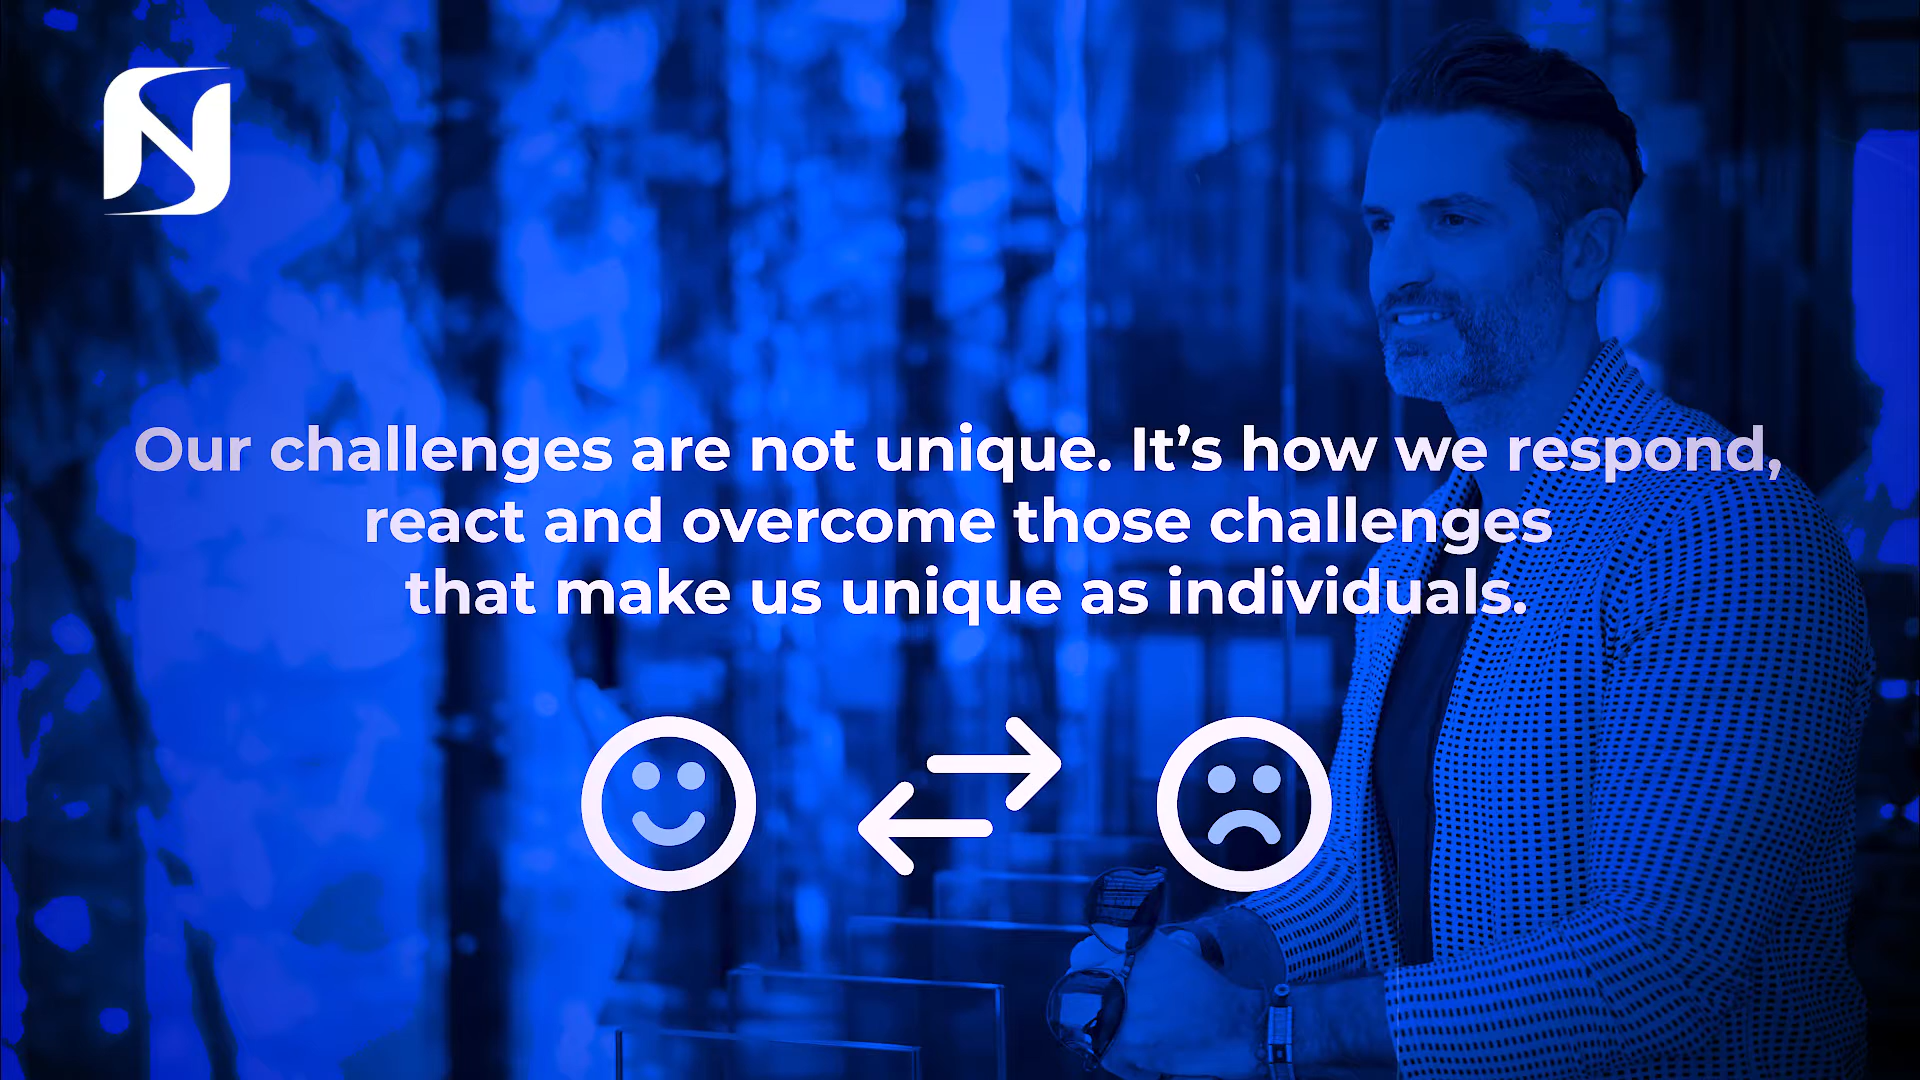 Our challenges are not unique. It’s how we respond,
react and overcome those challenges
that make us unique as individuals.